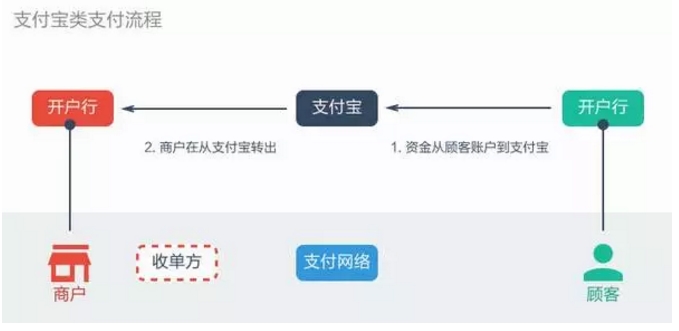 支付宝类支付流程
开户行
支付宝
开户行
2. 商户在从支付宝转出
1. 资金从顾客账户到支付宝
收单方
支付网络
商户
顾客